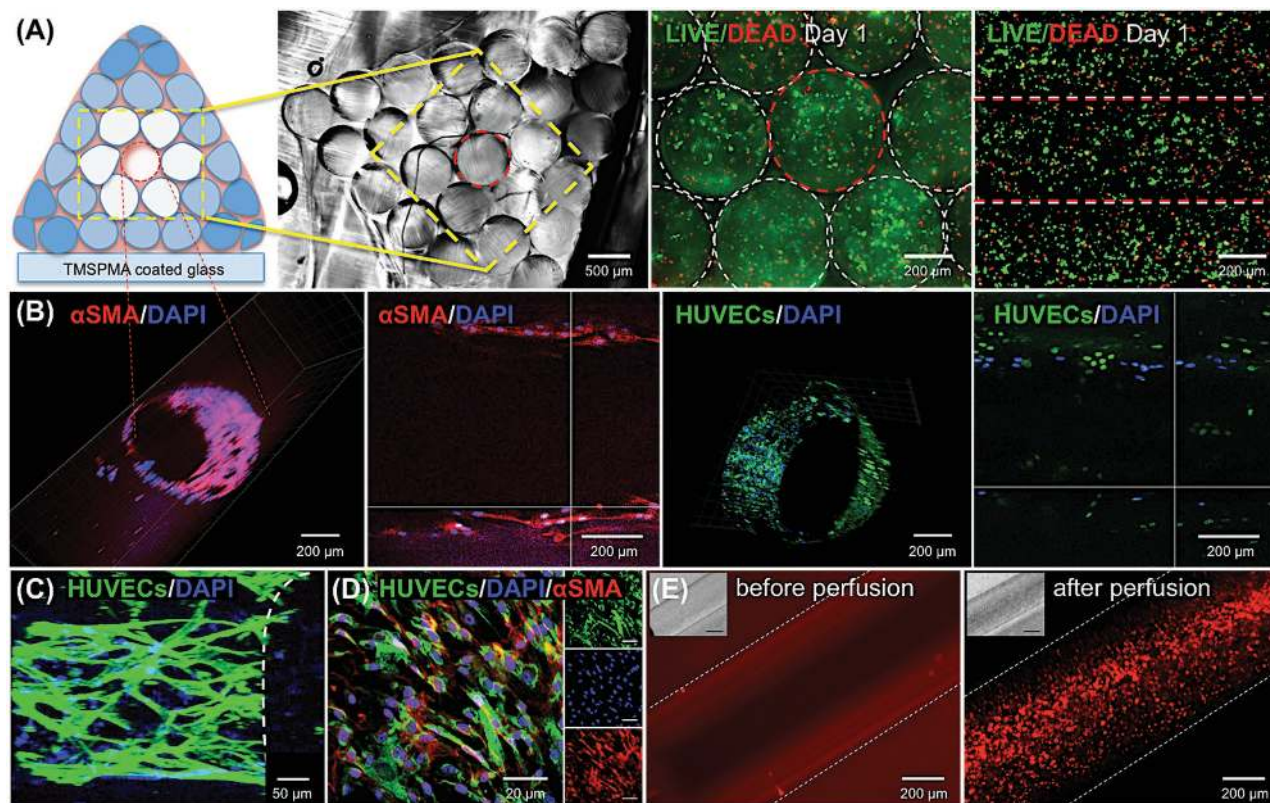 (A)
TMSPMA coated glass
500 µm
LIVE/DEAD Day 1
200 µm
LIVE/DEAD Day 1
200 µm
(B)
αSMA/DAPI
200 µm
αSMA/DAPI
200 µm
HUVECs/DAPI
200 µm
HUVECs/DAPI
200 µm
(C)
HUVECs/DAPI
50 µm
(D)
HUVECs/DAPI/αSMA
20 µm
(E)
before perfusion
200 µm
after perfusion
200 µm